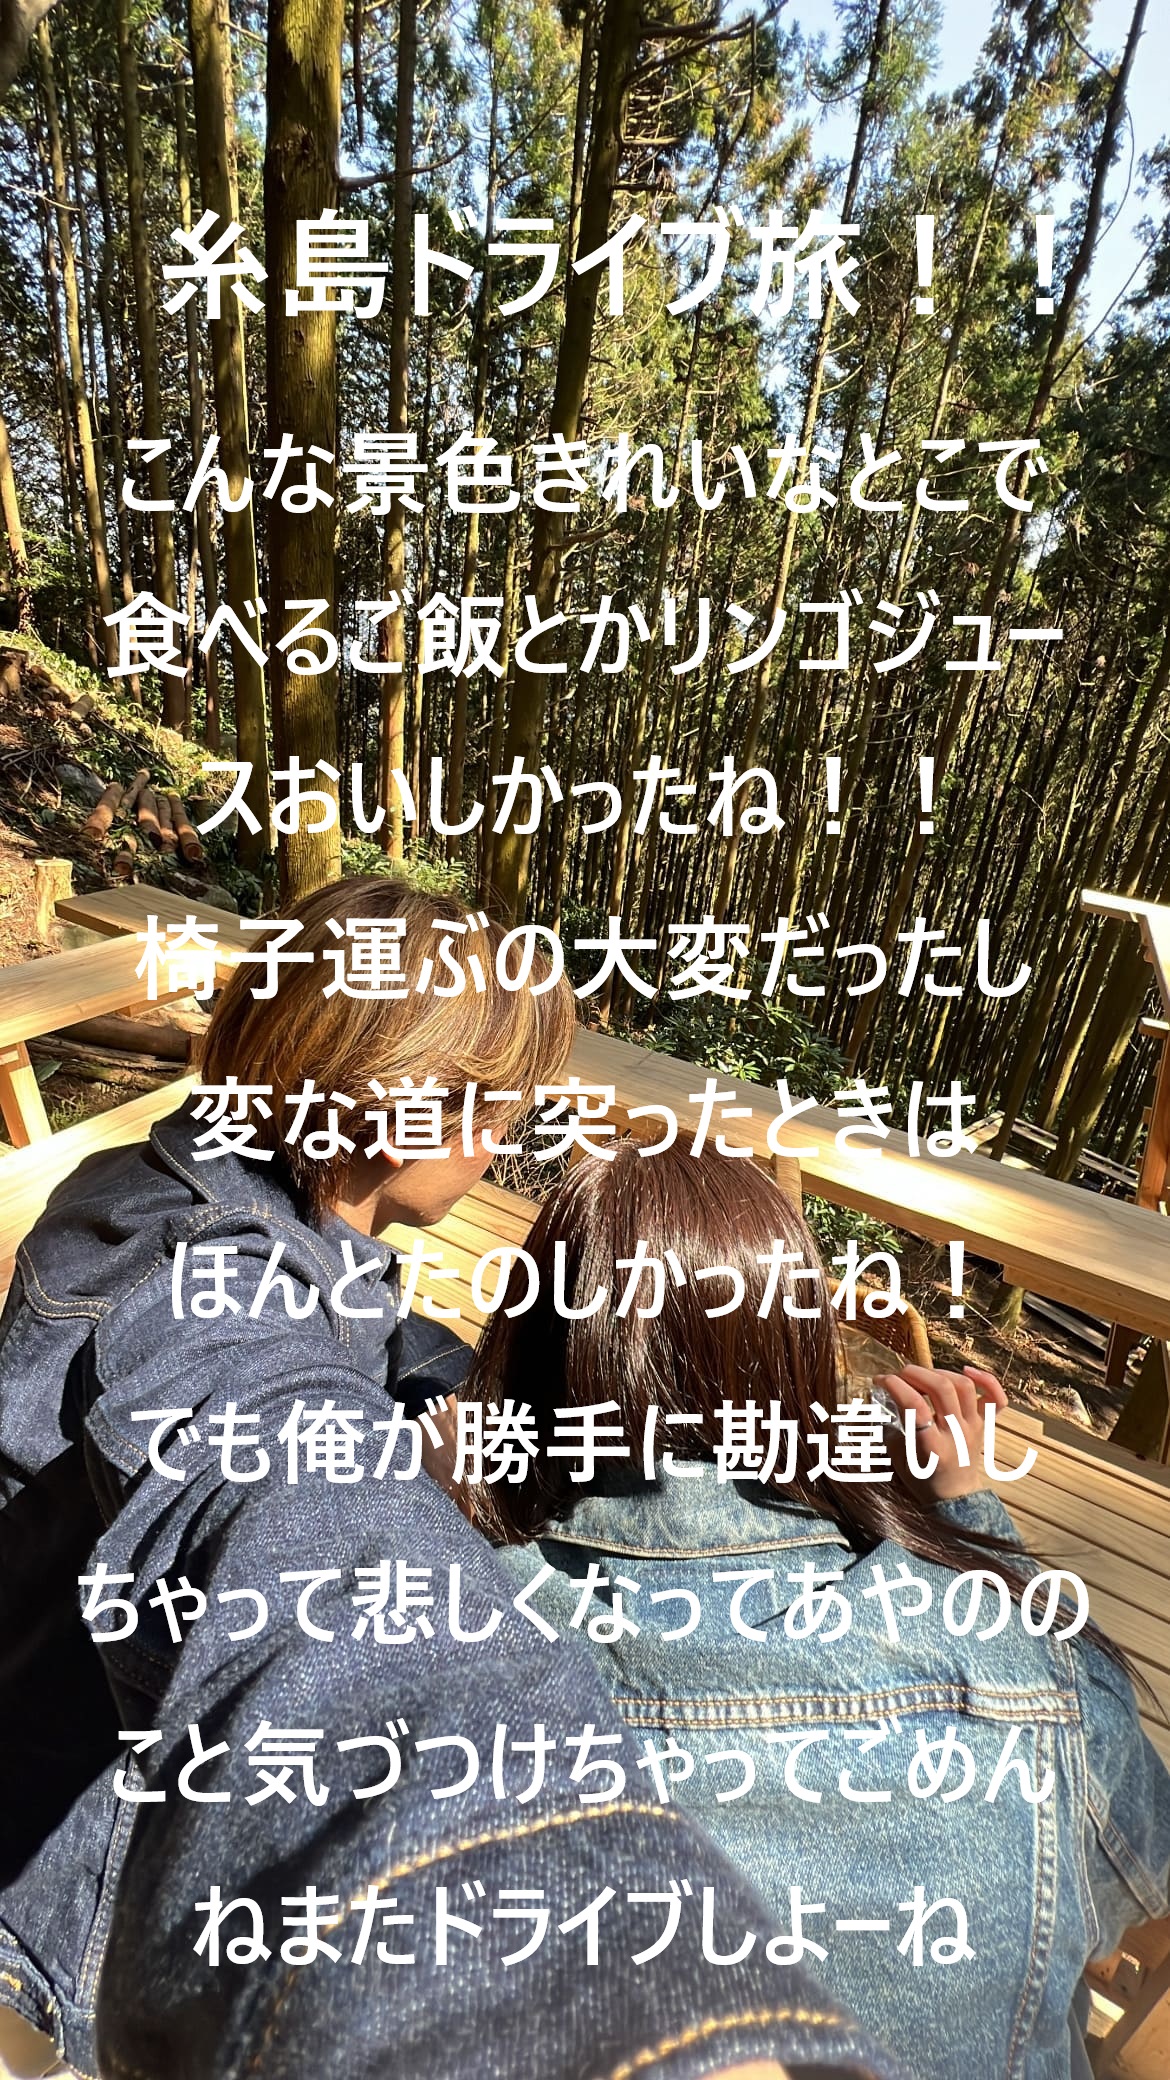 糸島ドライブ旅！！
こんな景色きれいなとこで
食べるご飯とかリンゴジュー
スおいしかったね！！
椅子運ぶの大変だったし
変な道に突ったときは
ほんとたのしかったね！
でも俺が勝手に勘違いし
ちゃって悲しくなってあやのの
こと気づつけちゃってごめん
ねまたドライブしよーね